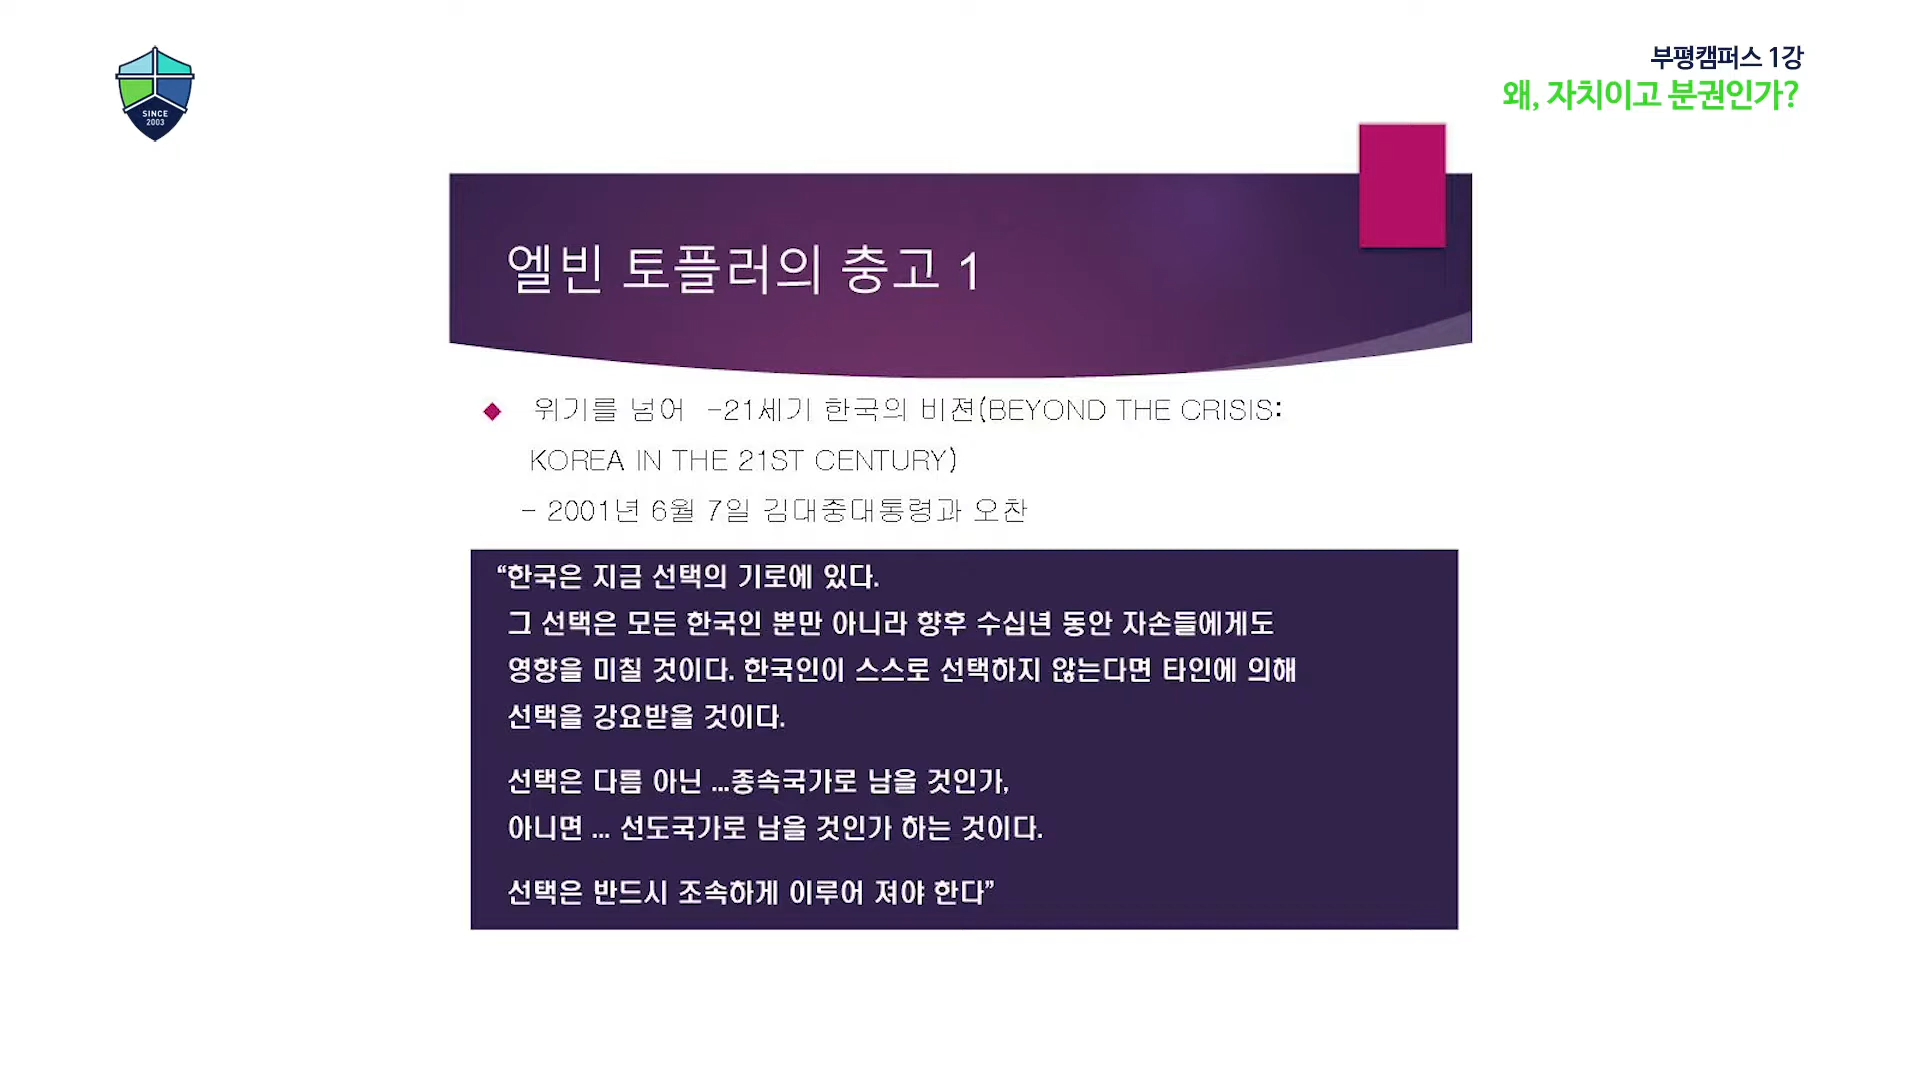 SINCE
2003
부평캠퍼스 1강
왜, 자치이고 분권인가?
엘빈 토플러의 충고 1
위기를 넘어 -21세기 한국의 비젼(BEYOND THE CRISIS:
KOREA IN THE 21ST CENTURY)
- 2001년 6월 7일 김대중대통령과 오찬
“한국은 지금 선택의 기로에 있다.
그 선택은 모든 한국인 뿐만 아니라 향후 수십년 동안 자손들에게도
영향을 미칠 것이다. 한국인이 스스로 선택하지 않는다면 타인에 의해
선택을 강요받을 것이다.
선택은 다름 아닌 ...종속국가로 남을 것인가,
아니면 ... 선도국가로 남을 것인가 하는 것이다.
선택은 반드시 조속하게 이루어 져야 한다”